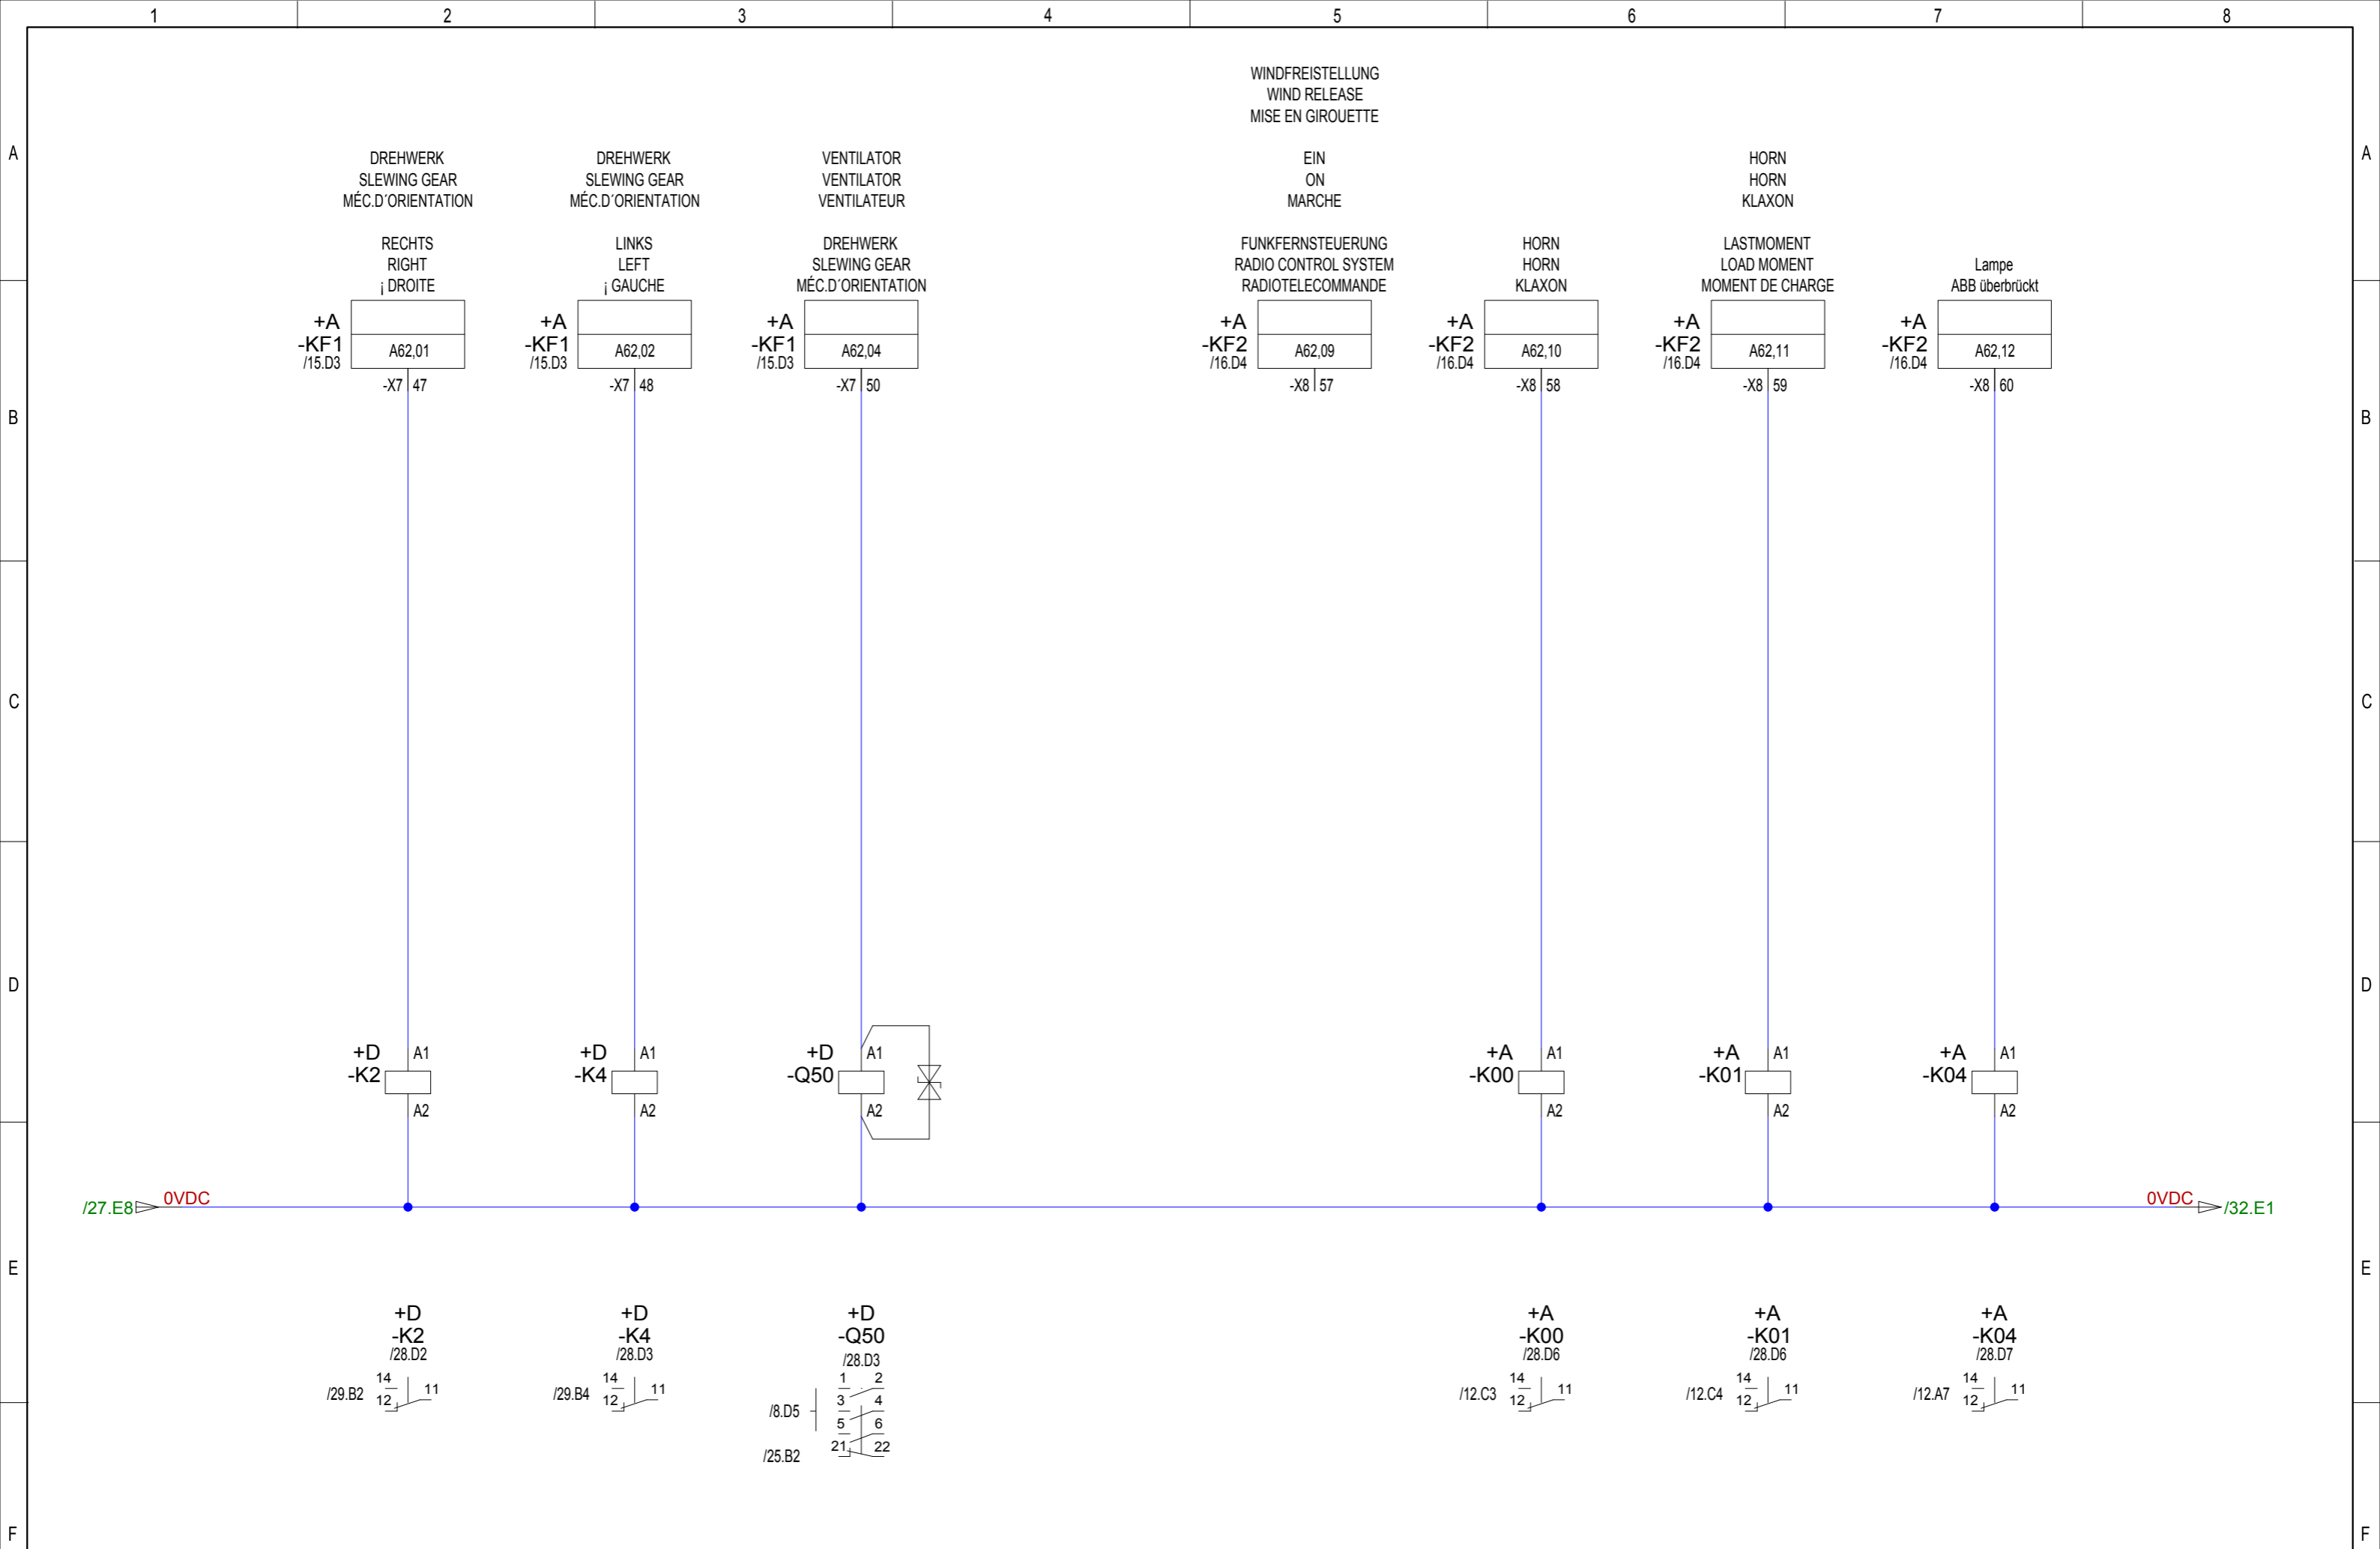 1 2 3 4 5 6 7 8
WINDFREISTELLUNG
WIND RELEASE
MISE EN GIROUETTE
A A
DREHWERK
SLEWING GEAR
MÉC.D´ORIENTATION
RECHTS
RIGHT
¡ DROITE
DREHWERK
SLEWING GEAR
MÉC.D´ORIENTATION
LINKS
LEFT
¡ GAUCHE
VENTILATOR
VENTILATOR
VENTILATEUR
DREHWERK
SLEWING GEAR
MÉC.D´ORIENTATION
EIN
ON
MARCHE
FUNKFERNSTEUERUNG
RADIO CONTROL SYSTEM
RADIOTELECOMMANDE
HORN
HORN
KLAXON
HORN
HORN
KLAXON
LASTMOMENT
LOAD MOMENT
MOMENT DE CHARGE
Lampe
ABB überbrückt
+A
-KF1
/15.D3
A62,01
-X7 47
+A
-KF1
/15.D3
A62,02
-X7 48
+A
-KF1
/15.D3
A62,04
-X7 50
+A
-KF2
/16.D4
A62,09
-X8 57
+A
-KF2
/16.D4
A62,10
-X8 58
+A
-KF2
/16.D4
A62,11
-X8 59
+A
-KF2
/16.D4
A62,12
-X8 60
B B
C C
D D
+D
-K2
A1
A2
+D
-K4
A1
A2
+D
-Q50
A1
A2
+A
-K00
A1
A2
+A
-K01
A1
A2
+A
-K04
A1
A2
/27.E8 0VDC 0VDC /32.E1
E E
+D
-K2
/28.D2
/29.B2 14 12 11
+D
-K4
/28.D3
/29.B4 14 12 11
+D
-Q50
/28.D3
1 2
3 4
/8.D5
5 6
/25.B2 21 22
+A
-K00
/28.D6
/12.C3 14 12 11
+A
-K01
/28.D6
/12.C4 14 12 11
+A
-K04
/28.D7
/12.A7 14 12 11
F F